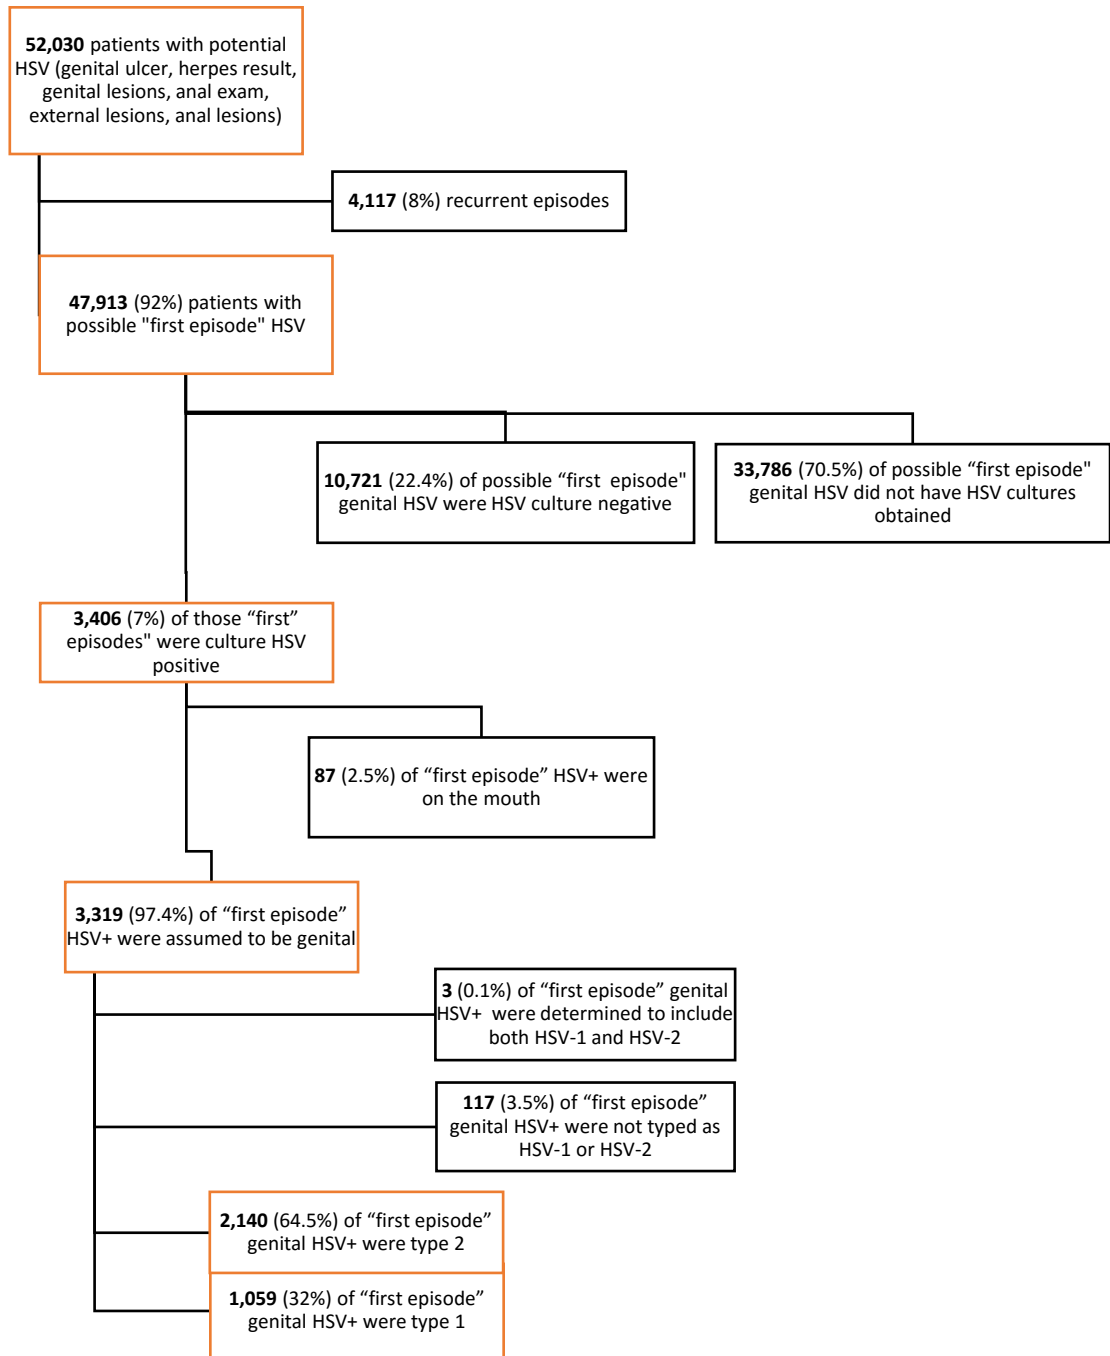 52,030 patients with potential
HSV (genital ulcer, herpes result,
genital lesions, anal exam,
external lesions, anal lesions)
4,117 (8%) recurrent episodes
47,913 (92%) patients with
possible "first episode" HSV
10,721 (22.4%) of possible “first  episode"
genital HSV were HSV culture negative
33,786 (70.5%) of possible “first episode"
genital HSV did not have HSV cultures
obtained
3,406 (7%) of those “first”
episodes" were culture HSV
positive
87 (2.5%) of “first episode” HSV+ were
on the mouth
3,319 (97.4%) of “first episode”
HSV+ were assumed to be genital
3 (0.1%) of “first episode” genital
HSV+  were determined to include
both HSV-1 and HSV-2
117 (3.5%) of “first episode”
genital HSV+ were not typed as
HSV-1 or HSV-2
2,140 (64.5%) of “first episode”
genital HSV+ were type 2
1,059 (32%) of “first episode”
genital HSV+ were type 1